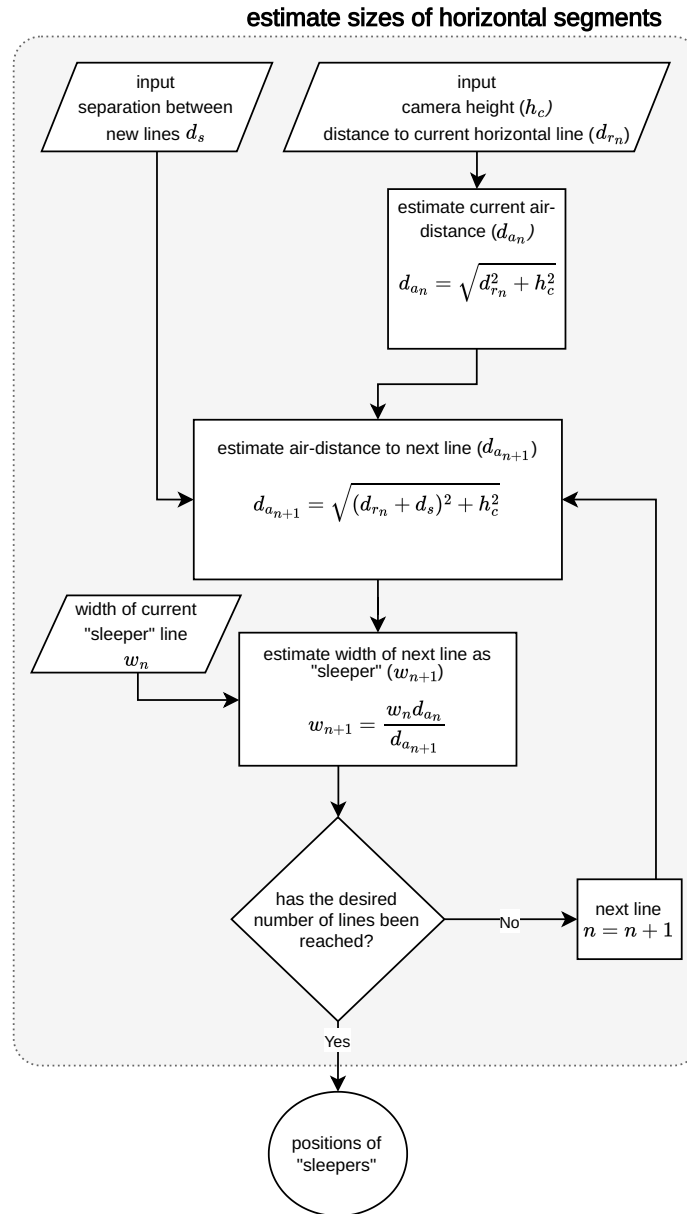 estimate sizes of horizontal segments
input
separation between
new lines $d_s$
input
camera height ($h_c$)
distance to current horizontal line ($d_{r_n}$)
estimate current air-
distance ($d_{a_n}$)
$d_{a_n} = \sqrt{d_{r_n}^2 + h_c^2}$
estimate air-distance to next line ($d_{a_{n+1}}$)
$d_{a_{n+1}} = \sqrt{(d_{r_n} + d_s)^2 + h_c^2}$
width of current
"sleeper" line
$w_n$
estimate width of next line as
"sleeper" ($w_{n+1}$)
$w_{n+1} = \frac{w_n d_{a_n}}{d_{a_{n+1}}}$
has the desired
number of lines been
reached?
No
next line
$n = n + 1$
Yes
positions of
"sleepers"